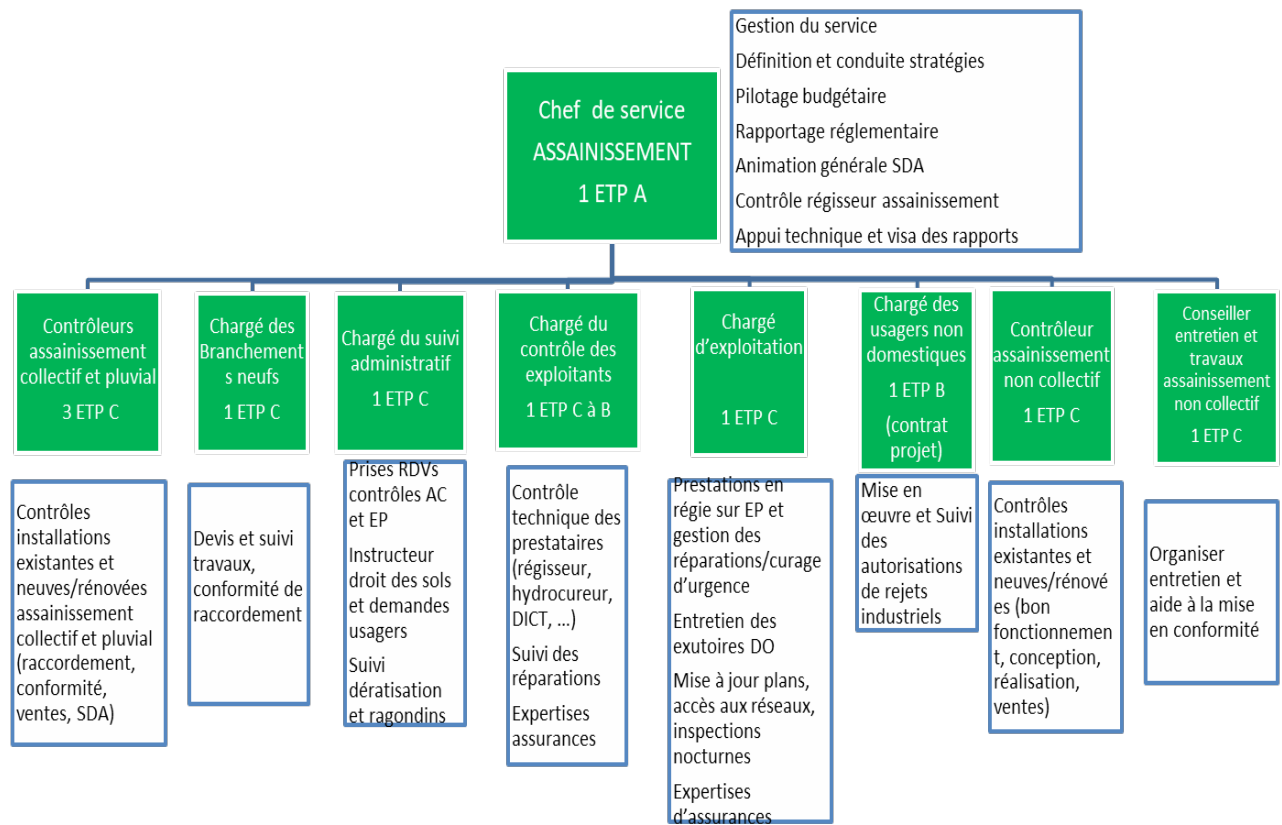 Chef de service
ASSAINISSEMENT
1 ETP A
Gestion du service
Définition et conduite stratégies
Pilotage budgétaire
Rapportage réglementaire
Animation générale SDA
Contrôle régisseur assainissement
Appui technique et visa des rapports
Contrôleurs
assainissement
collectif et pluvial
3 ETP C
Chargé des
Branchement
s neufs
1 ETP C
Chargé du suivi
administratif
1 ETP C
Chargé du
contrôle des
exploitants
1 ETP C à B
Chargé
d’exploitation
1 ETP C
Chargé des
usagers non
domestiques
1 ETP B
(contrat
projet)
Contrôleur
assainissement
non collectif
1 ETP C
Conseiller
entretien et
travaux
assainissement
non collectif
1 ETP C
Contrôles
installations
existantes et
neuves/rénovées
assainissement
collectif et pluvial
(raccordement,
conformité,
ventes, SDA)
Devis et suivi
travaux,
conformité de
raccordement
Prises RDVs
contrôles AC
et EP
Instructeur
droit des sols
et demandes
usagers
Suivi
dératisation
et ragondins
Contrôle
technique des
prestataires
(régisseur,
hydrocureur,
DICT, ...)
Suivi des
réparations
Expertises
assurances
Prestations en
régie sur EP et
gestion des
réparations/curage
d’urgence
Entretien des
exutoires DO
Mise à jour plans,
accès aux réseaux,
inspections
nocturnes
Expertises
d’assurances
Mise en
œuvre et Suivi
des
autorisations
de rejets
industriels
Contrôles
installations
existantes et
neuves/rénové
es (bon
fonctionnemen
t, conception,
réalisation,
ventes)
Organiser
entretien et
aide à la mise
en conformité